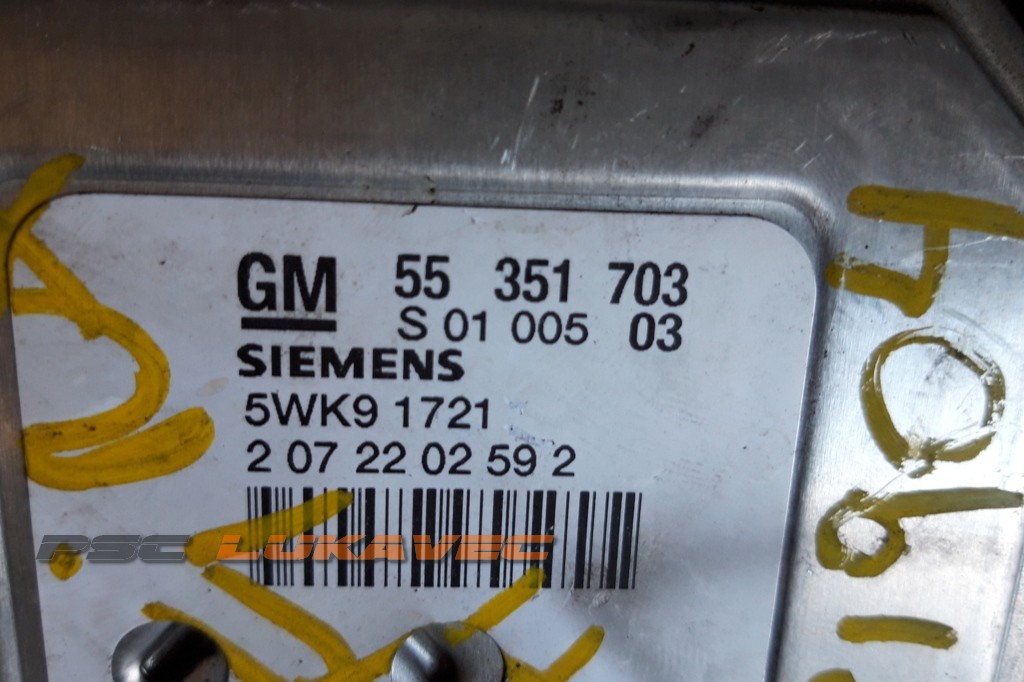 GM 55 351 703
S 01 005 03
SIEMENS
5WK9 1721
2 07 22 02 59 2
PSC LUKAVEC